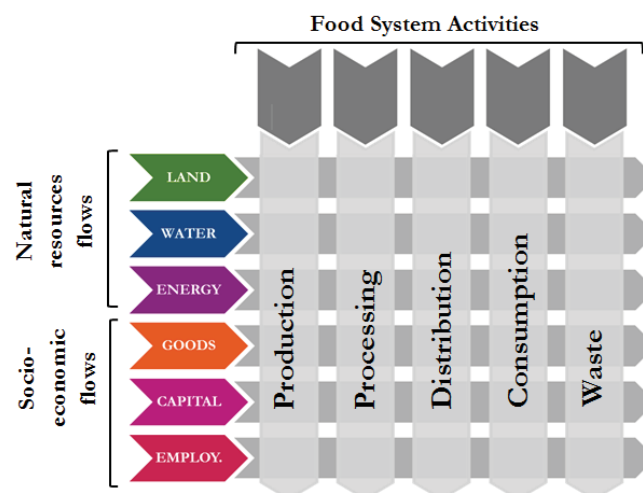 Food System Activities
Natural
resources
flows
LAND
WATER
ENERGY
Socio-
economic
flows
GOODS
CAPITAL
EMPLOY.
Production
Processing
Distribution
Consumption
Waste